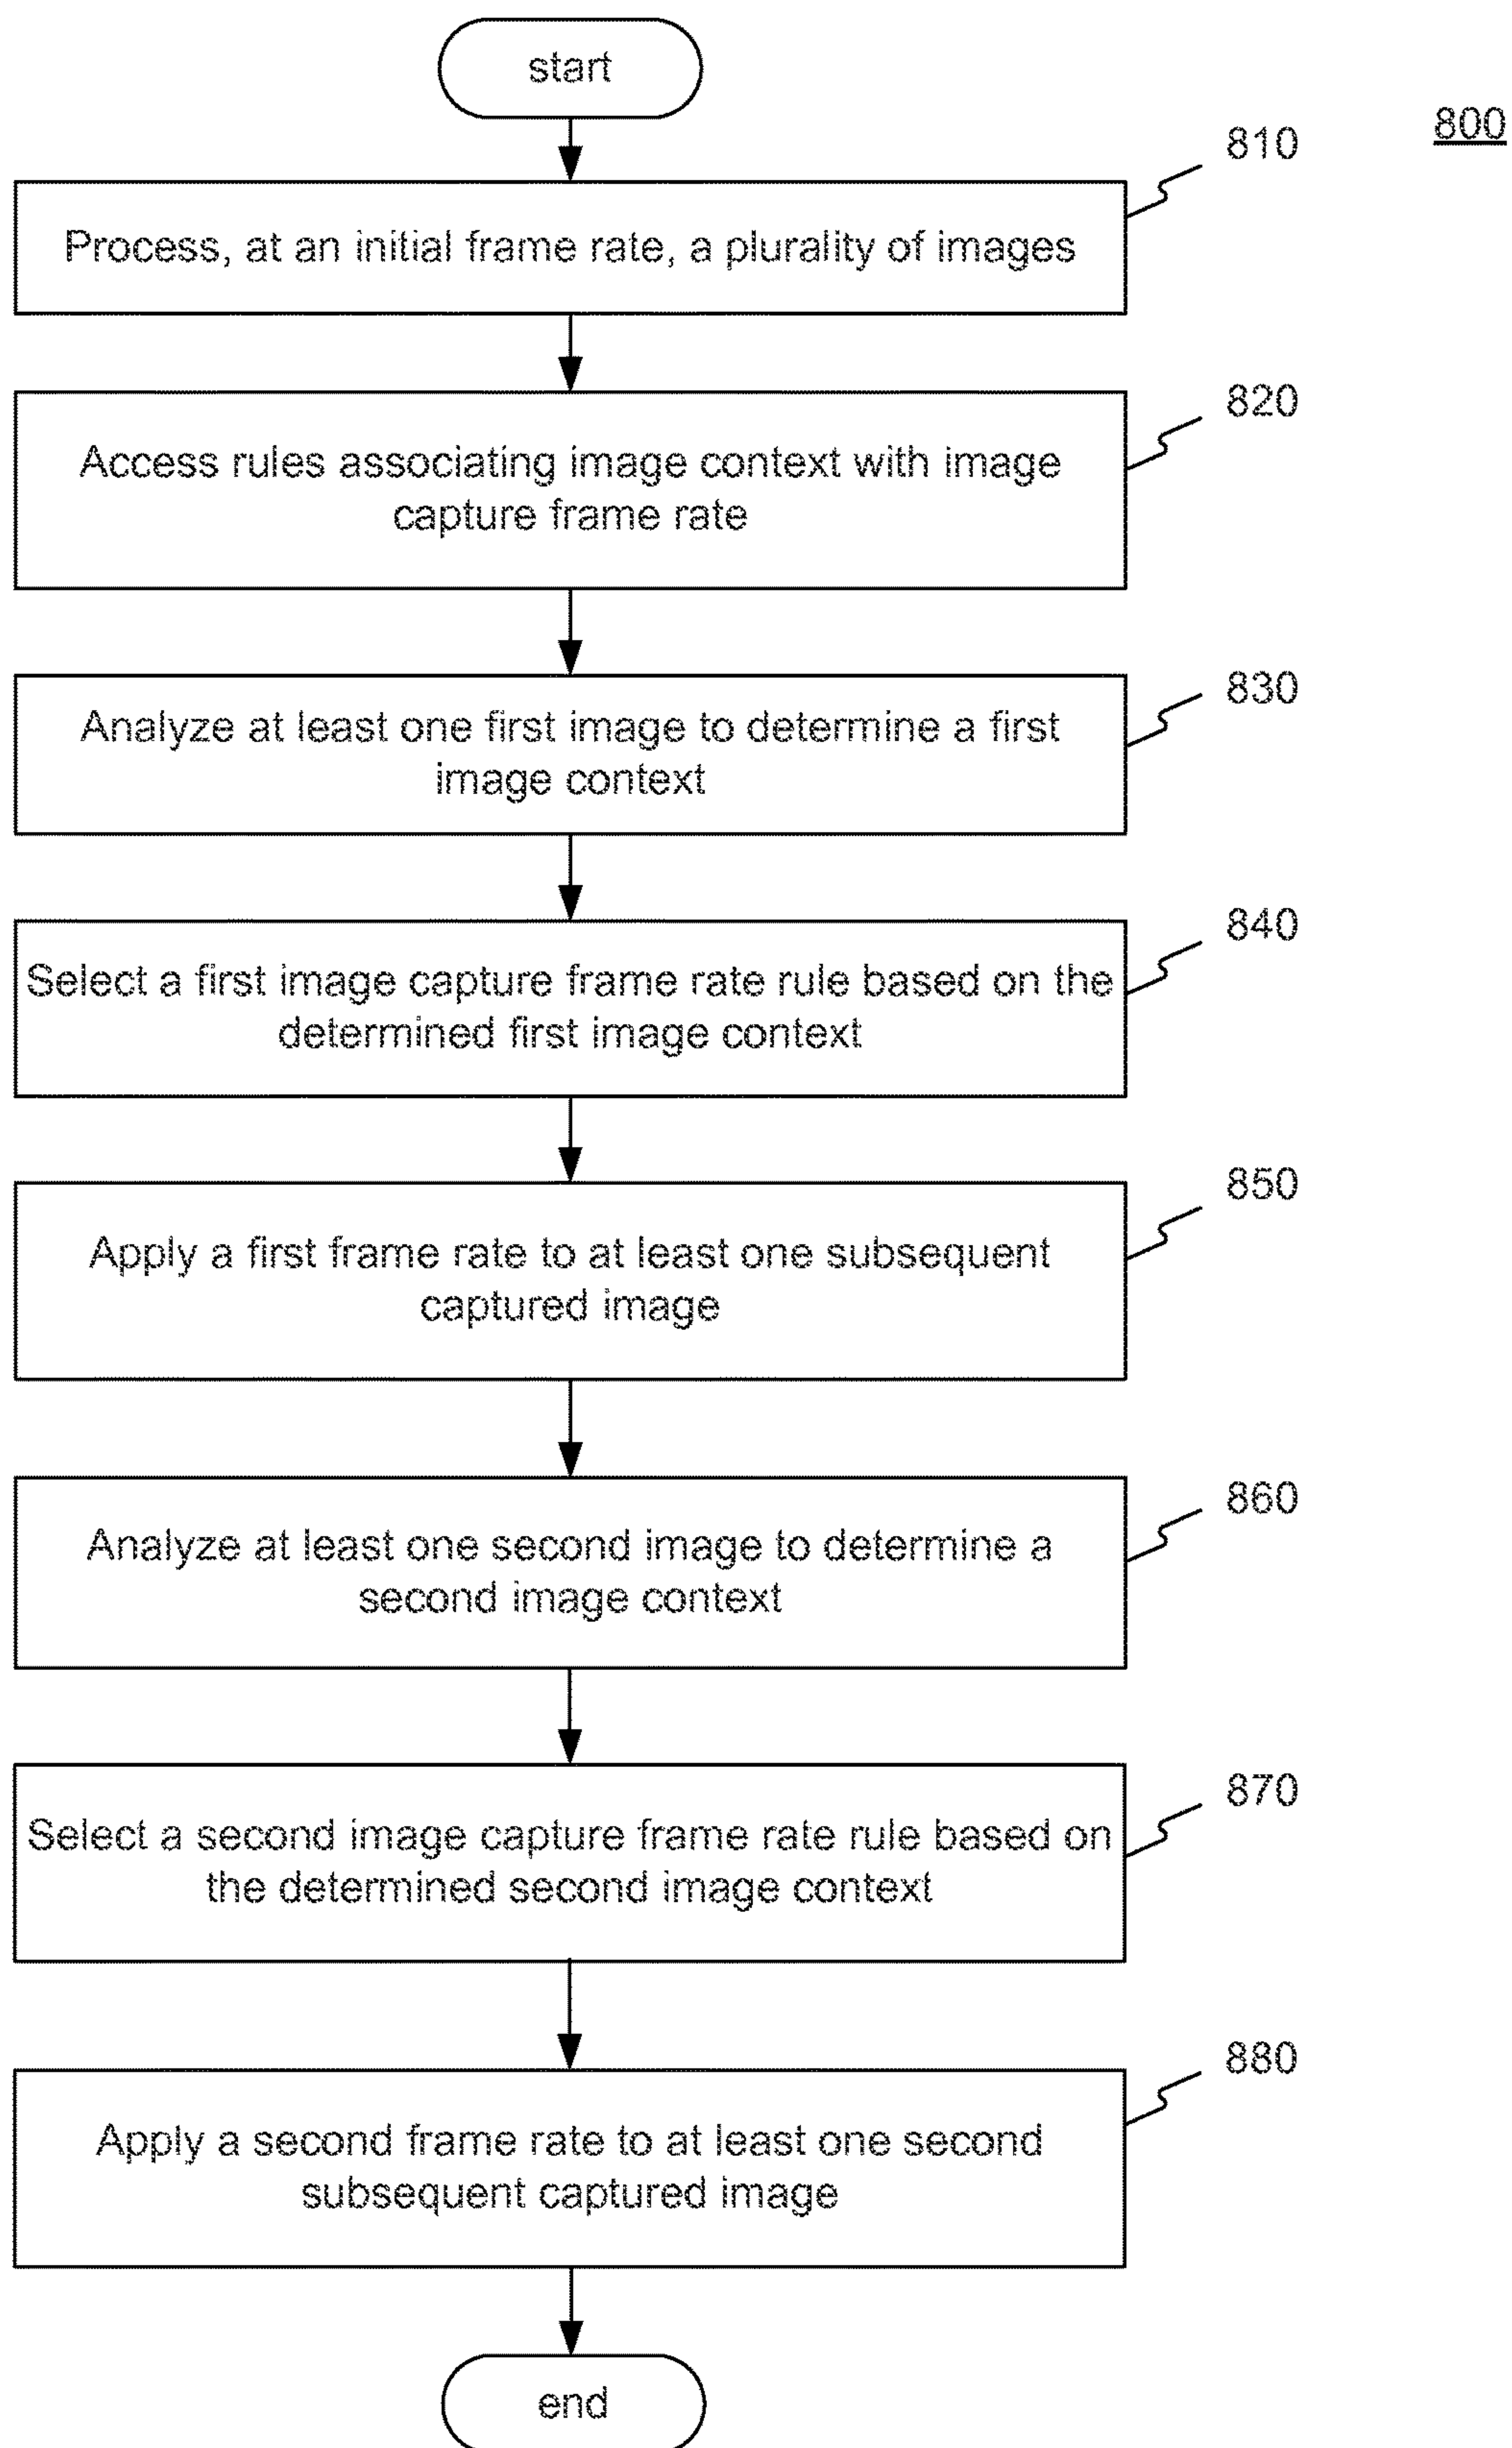 start
800
810
Process, at an initial frame rate, a plurality of images
820
Access rules associating image context with image
capture frame rate
830
Analyze at least one first image to determine a first
image context
840
Select a first image capture frame rate rule based on the
determined first image context
850
Apply a first frame rate to at least one subsequent
captured image
860
Analyze at least one second image to determine a
second image context
870
Select a second image capture frame rate rule based on
the determined second image context
880
Apply a second frame rate to at least one second
subsequent captured image
end